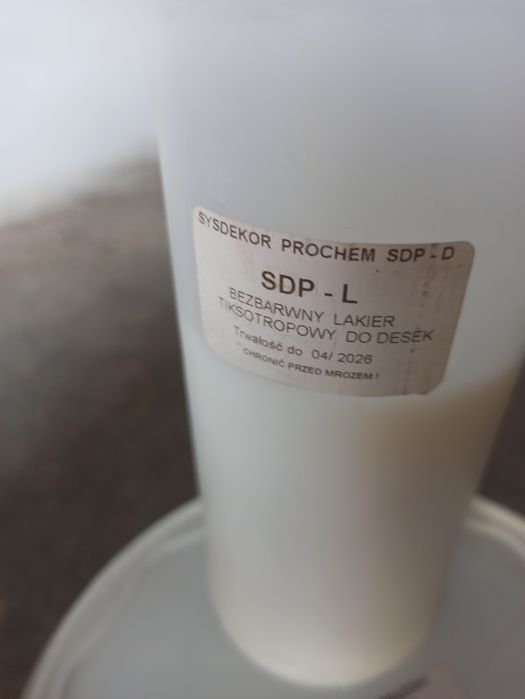 SYSDEKOR PROCHEM SDP - D
SDP - L
BEZBARWNY LAKIER
TIKSOTROPOWY DO DESEK
Trwałość do 04/ 2026
CHRONIĆ PRZED MROZEM !